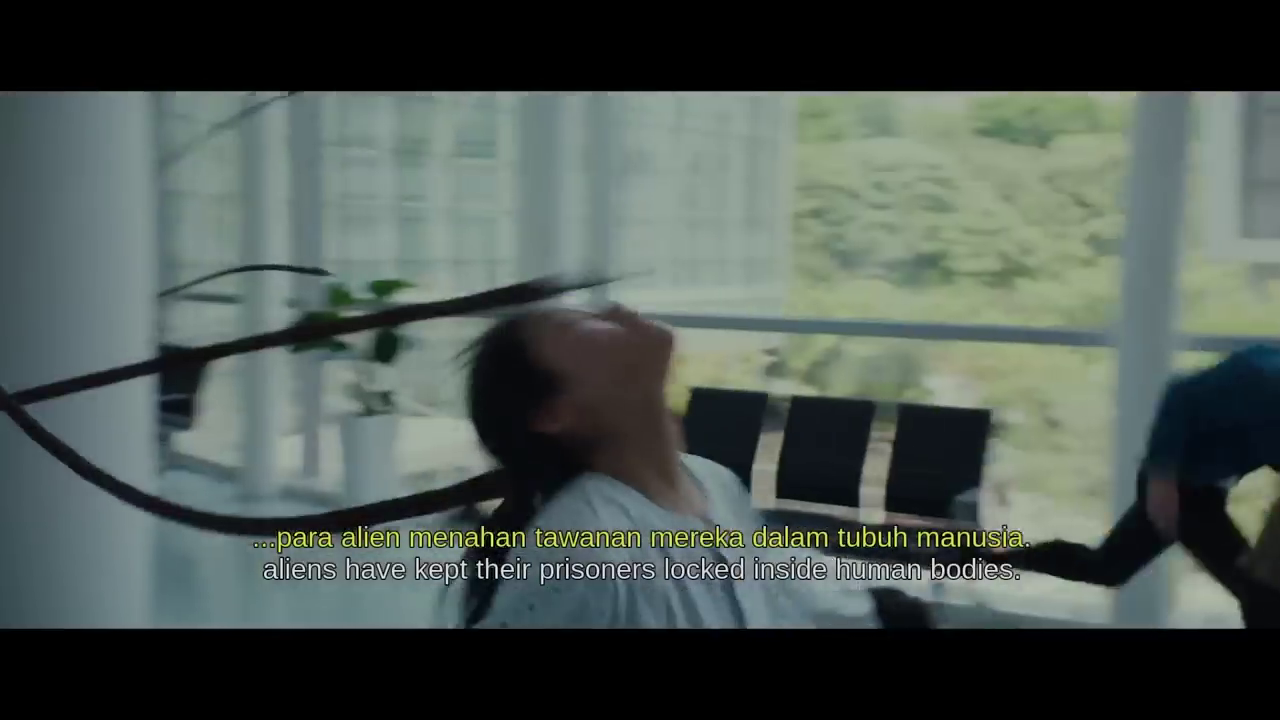 ...para alien menahan tawanan mereka dalam tubuh manusia.
aliens have kept their prisoners locked inside human bodies.